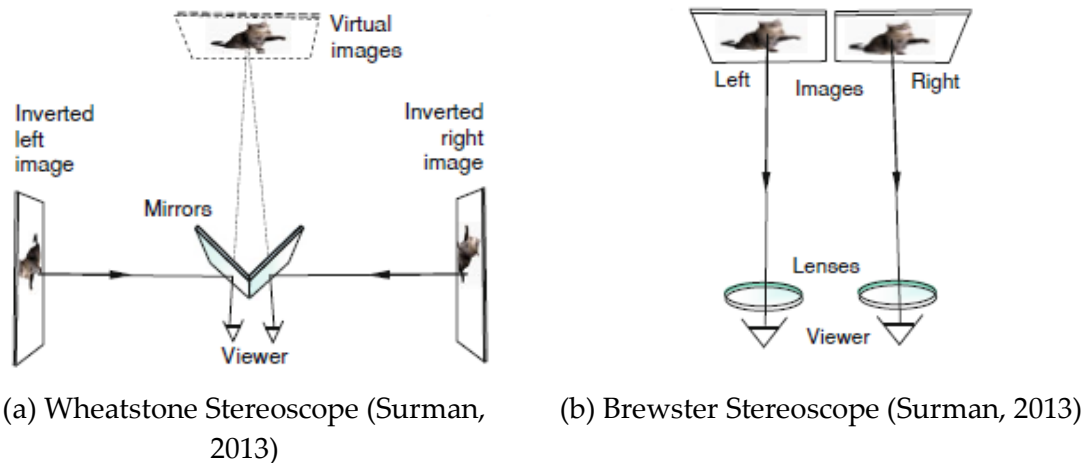 Virtual
images
Inverted
left
image
Inverted
right
image
Mirrors
Viewer
(a) Wheatstone Stereoscope (Surman,
2013)
Left
Images
Right
Lenses
Viewer
(b) Brewster Stereoscope (Surman, 2013)